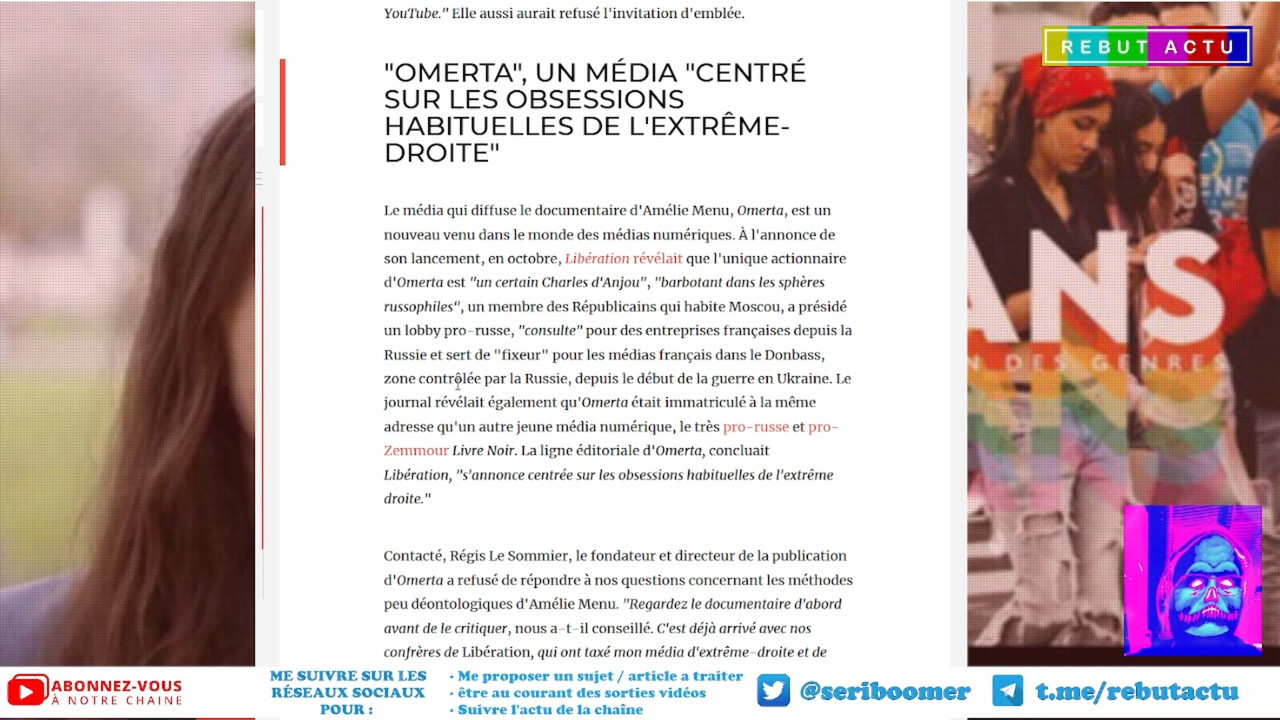 YouTube." Elle aussi aurait refusé l'invitation d'emblée.
REBUT ACTU
"OMERTA", UN MÉDIA "CENTRÉ
SUR LES OBSESSIONS
HABITUELLES DE L'EXTRÊME-
DROITE"
Le média qui diffuse le documentaire d'Amélie Menu, Omerta, est un
nouveau venu dans le monde des médias numériques. À l'annonce de
son lancement, en octobre, Libération révélait que l'unique actionnaire
d'Omerta est "un certain Charles d'Anjou", "barbotant dans les sphères
russophiles", un membre des Républicains qui habite Moscou, a présidé
un lobby pro-russe, "consulte" pour des entreprises françaises depuis la
Russie et sert de "fixeur" pour les médias français dans le Donbass,
zone contrôlée par la Russie, depuis le début de la guerre en Ukraine. Le
journal révélait également qu'Omerta était immatriculé à la même
adresse qu'un autre jeune média numérique, le très pro-russe et pro-
Zemmour Livre Noir. La ligne éditoriale d'Omerta, concluait
Libération, "s'annonce centrée sur les obsessions habituelles de l'extrême
droite."
Contacté, Régis Le Sommier, le fondateur et directeur de la publication
d'Omerta a refusé de répondre à nos questions concernant les méthodes
peu déontologiques d'Amélie Menu. "Regardez le documentaire d'abord
avant de le critiquer, nous a-t-il conseillé. C'est déjà arrivé avec nos
confrères de Libération, qui ont taxé mon média d'extrême-droite et de
ANS
N DES GENRES
ABONNEZ-VOUS
À NOTRE CHAINE
ME SUIVRE SUR LES
RÉSEAUX SOCIAUX
POUR :
- Me proposer un sujet / article a traiter
- être au courant des sorties vidéos
- Suivre l'actu de la chaîne
@seriboomer
t.me/rebutactu